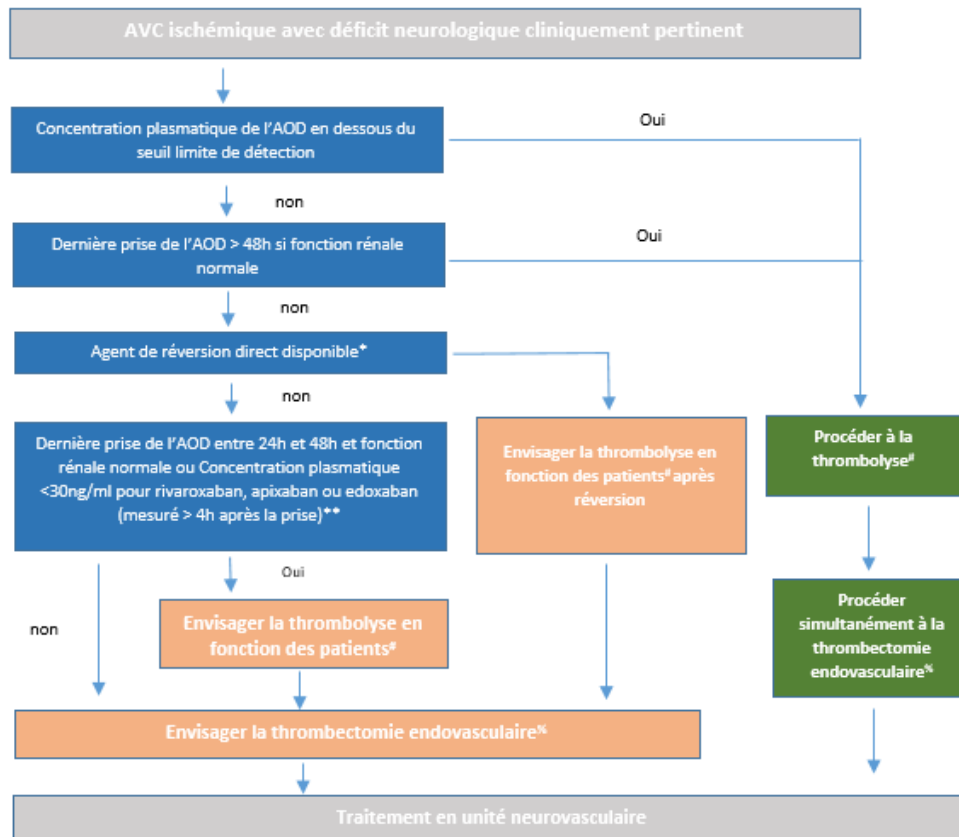 AVC ischémique avec déficit neurologique cliniquement pertinent
Concentration plasmatique de l'AOD en dessous du
seuil limite de détection
Oui
non
Dernière prise de l'AOD > 48h si fonction rénale
normale
Oui
non
Agent de réversion direct disponible*
non
Dernière prise de l'AOD entre 24h et 48h et fonction
rénale normale ou Concentration plasmatique
<30ng/ml pour rivaroxaban, apixaban ou edoxaban
(mesuré > 4h après la prise)**
Envisager la thrombolyse en
fonction des patients# après
réversion
Procéder à la
thrombolyse#
Oui
non
Envisager la thrombolyse en
fonction des patients#
Procéder
simultanément à la
thrombectomie
endovasculaire%
Envisager la thrombectomie endovasculaire%
Traitement en unité neurovasculaire